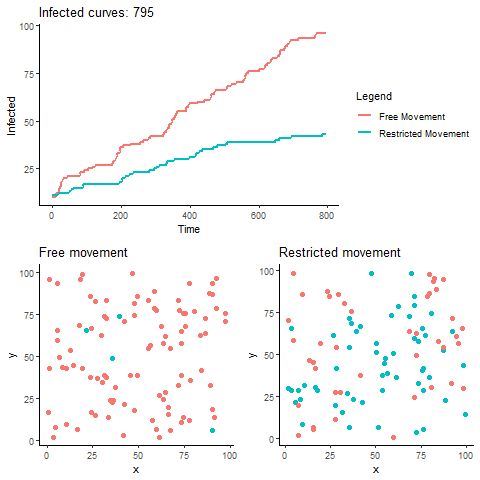 Infected curves: 795
100
75
50
25
Infected
0
200
400
600
800
Time
Legend
Free Movement
Restricted Movement
Free movement
100
75
50
25
0
y
0
25
50
75
100
x
Restricted movement
100
75
50
25
0
y
0
25
50
75
100
x